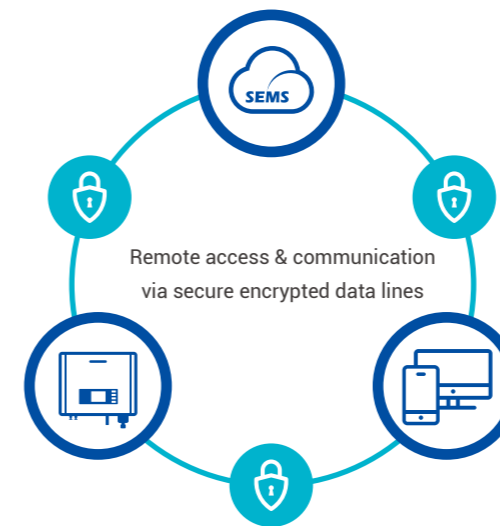 SEMS
Remote access & communication
via secure encrypted data lines